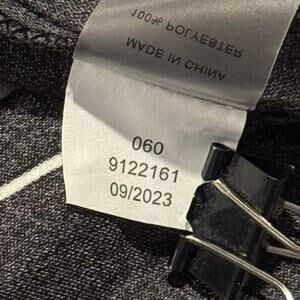 100% POLYESTER
MADE IN CHINA
060
9122161
09/2023